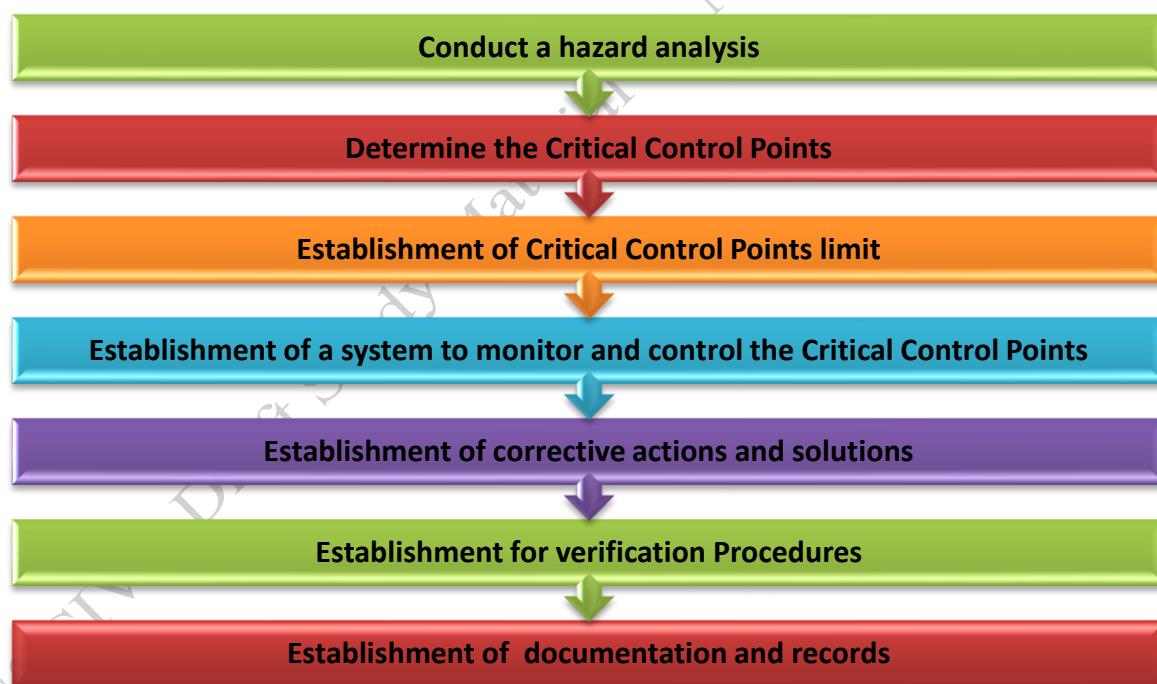 Conduct a hazard analysis
Determine the Critical Control Points
Establishment of Critical Control Points limit
Establishment of a system to monitor and control the Critical Control Points
Establishment of corrective actions and solutions
Establishment for verification Procedures
Establishment of documentation and records